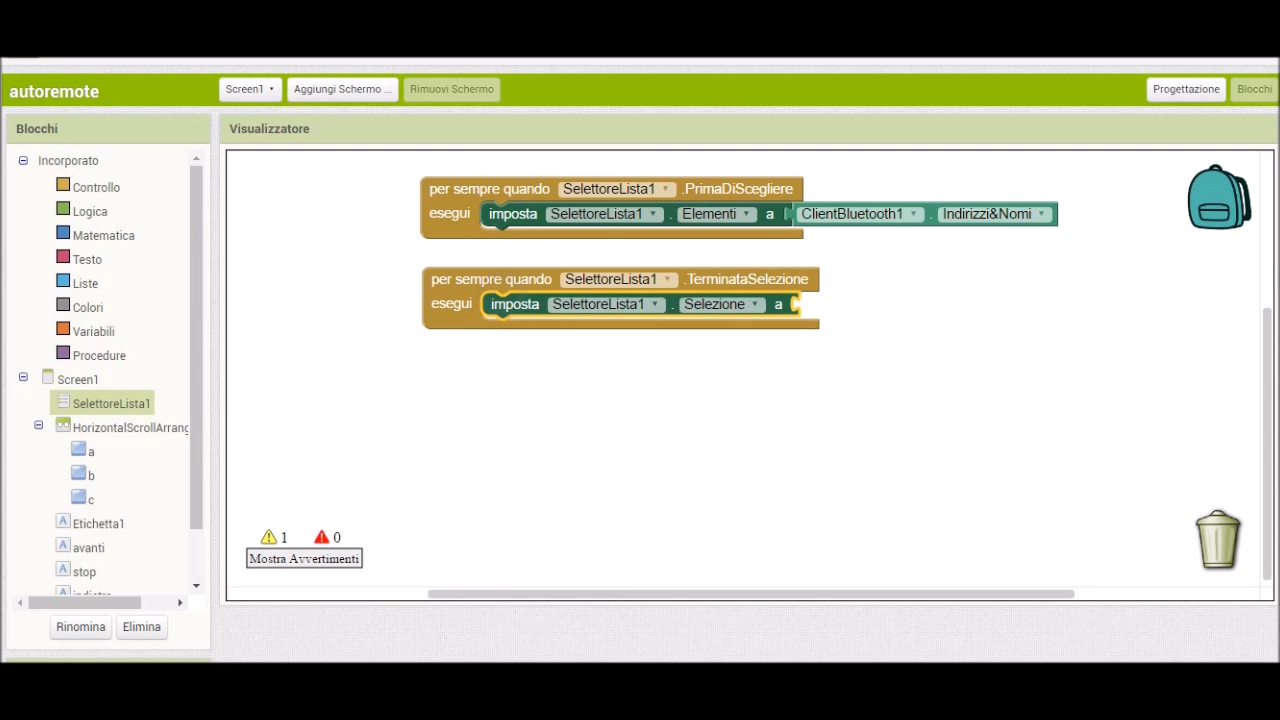 autoremote
Screen1
Aggiungi Schermo ...
Rimuovi Schermo
Progettazione
Blocchi
Blocchi
Visualizzatore
Incorporato
Controllo
Logica
Matematica
Testo
Liste
Colori
Variabili
Procedure
Screen1
SelettoreLista1
HorizontalScrollArrang
a
b
c
Etichetta1
avanti
stop
Rinomina
Elimina
per sempre quando SelettoreLista1 .PrimaDiScegliere
esegui imposta SelettoreLista1 . Elementi a ClientBluetooth1 . Indirizzi&Nomi
per sempre quando SelettoreLista1 .TerminataSelezione
esegui imposta SelettoreLista1 . Selezione a
1 0
Mostra Avvertimenti